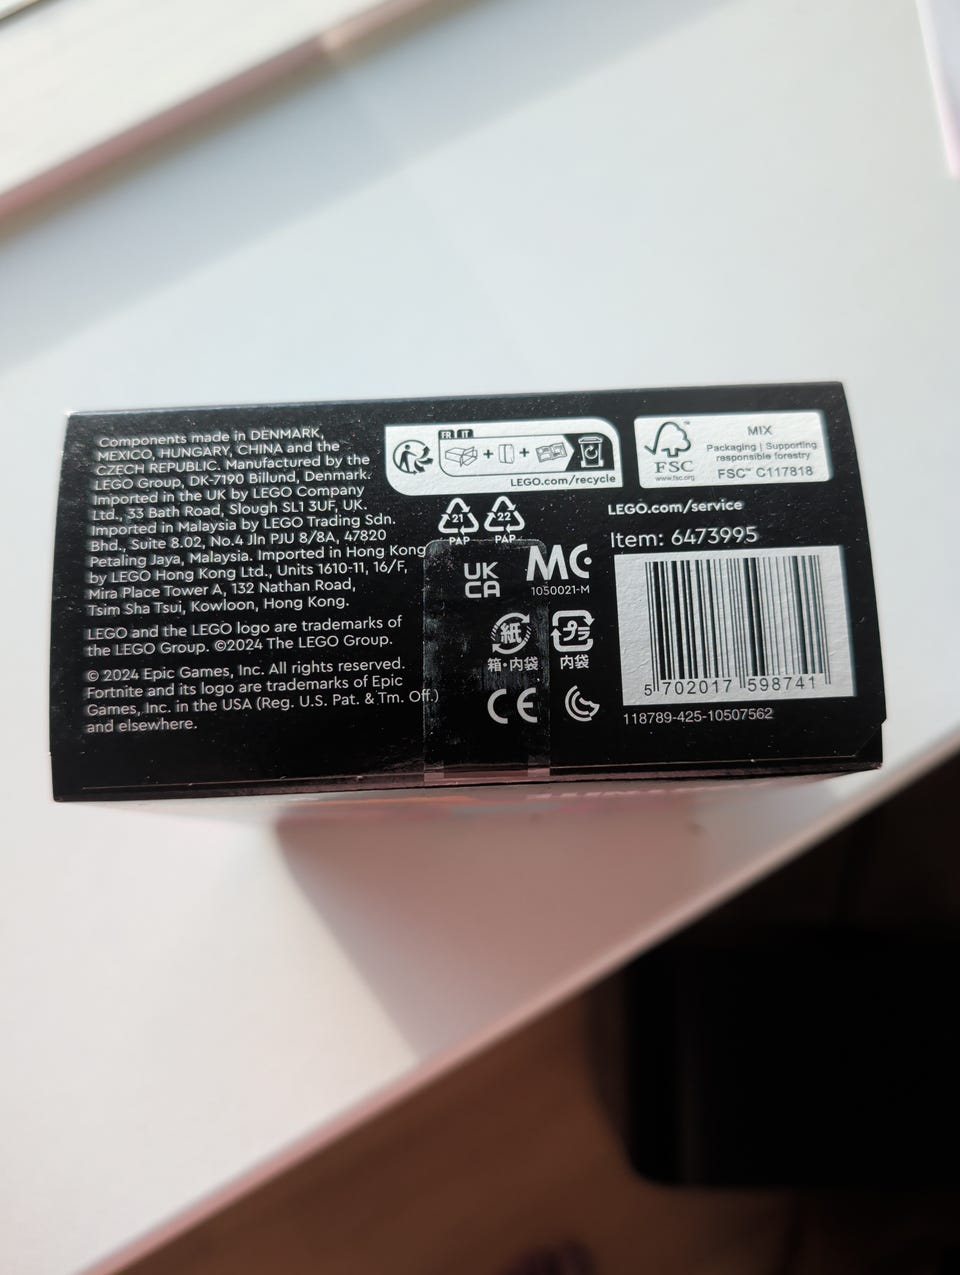 Components made in DENMARK,
MEXICO, HUNGARY, CHINA and the
CZECH REPUBLIC. Manufactured by the
LEGO Group, DK-7190 Billund, Denmark.
Imported in the UK by LEGO Company
Ltd., 33 Bath Road, Slough SL1 3UF, UK.
Imported in Malaysia by LEGO Trading Sdn.
Bhd., Suite 8.02, No.4 Jln PJU 8/8A, 47820
Petaling Jaya, Malaysia. Imported in Hong Kong
by LEGO Hong Kong Ltd., Units 1610-11, 16/F,
Mira Place Tower A, 132 Nathan Road,
Tsim Sha Tsui, Kowloon, Hong Kong.
LEGO and the LEGO logo are trademarks of
the LEGO Group. ©2024 The LEGO Group.
© 2024 Epic Games, Inc. All rights reserved.
Fortnite and its logo are trademarks of Epic
Games, Inc. in the USA (Reg. U.S. Pat. & Tm. Off.)
and elsewhere.
FR IT
LEGO.com/recycle
21 22
PAP PAP
UK
CA
MC
1050021-M
紙 プラ
箱・内袋 内袋
CE
FSC
www.fsc.org
MIX
Packaging | Supporting
responsible forestry
FSC™ C117818
LEGO.com/service
Item: 6473995
5 702017 598741
118789-425-10507562